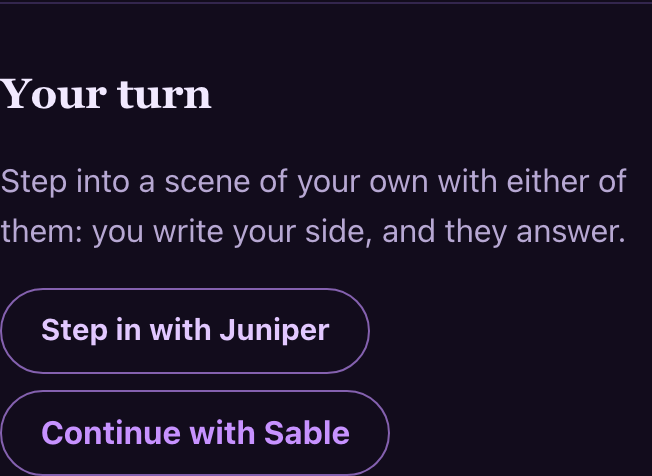 Your turn
Step into a scene of your own with either of
them: you write your side, and they answer.
Step in with Juniper
Continue with Sable